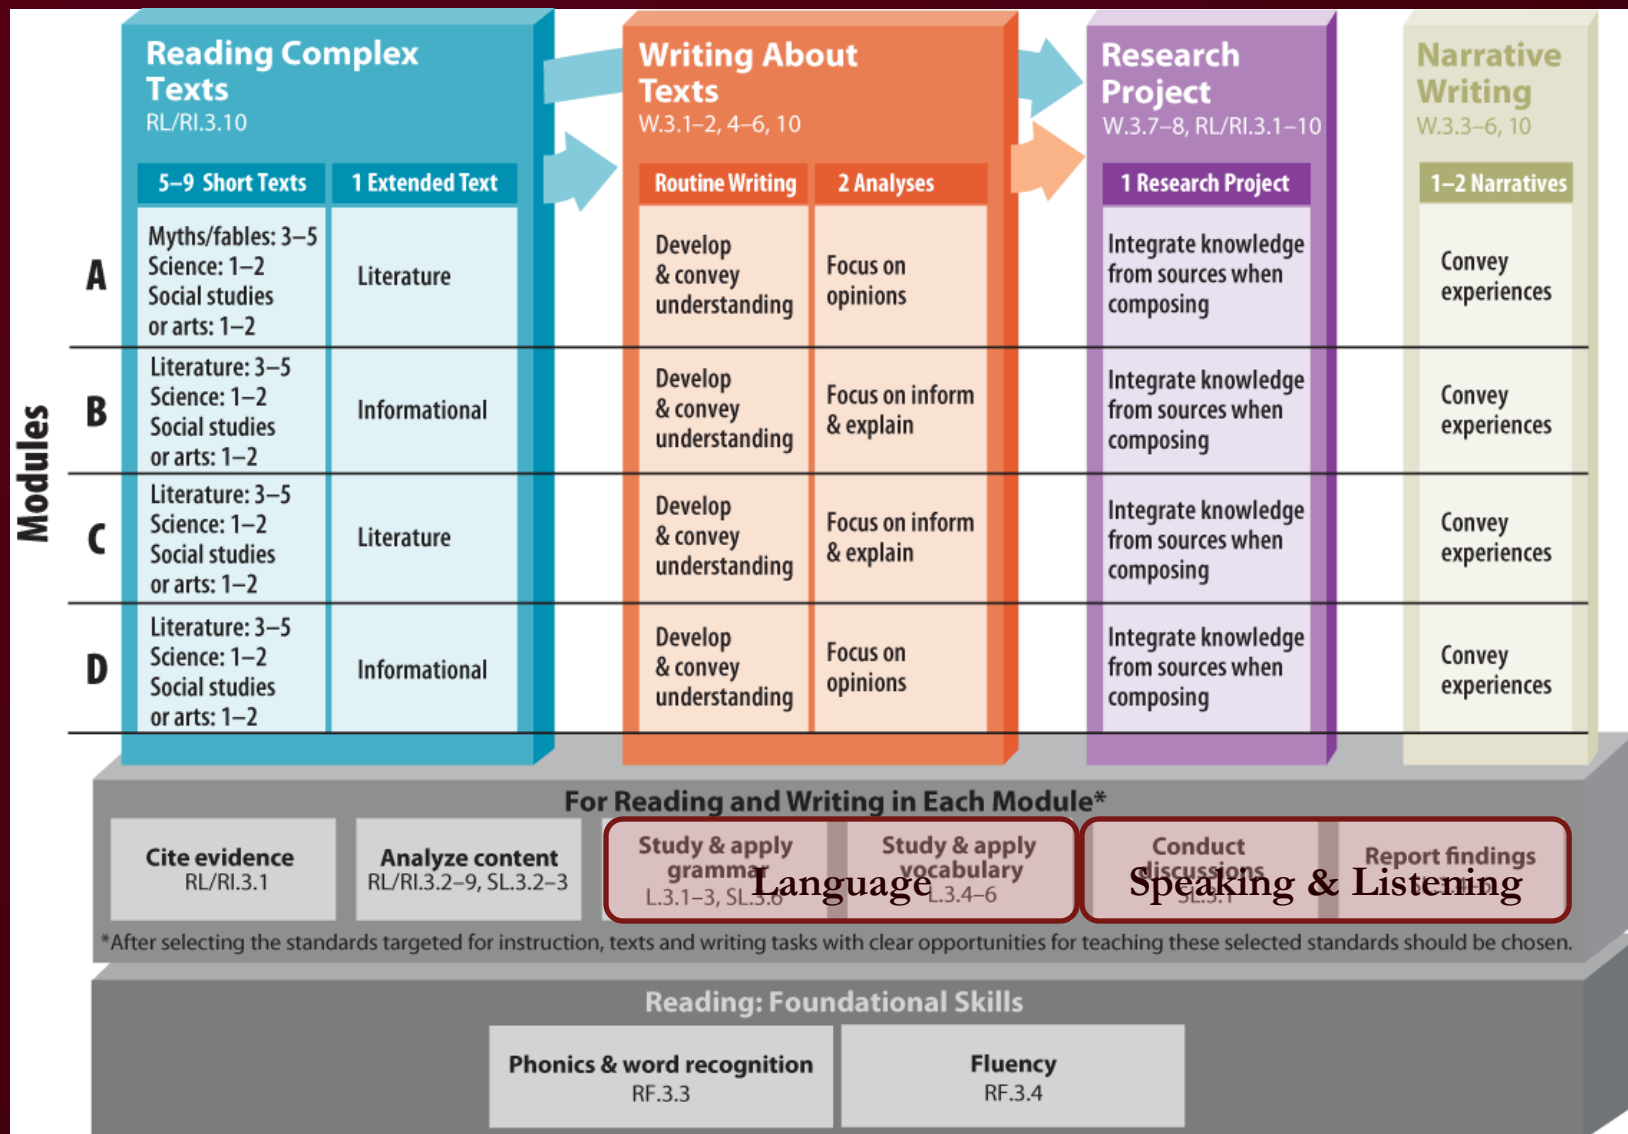 Reading Complex
Texts
RL/RI.3.10
5–9 Short Texts
1 Extended Text
Writing About
Texts
W.3.1–2, 4–6, 10
Routine Writing
2 Analyses
Research
Project
W.3.7–8, RL/RI.3.1–10
1 Research Project
Narrative
Writing
W.3.3–6, 10
1–2 Narratives
Modules
A
Myths/fables: 3–5
Science: 1–2
Social studies
or arts: 1–2
Literature
Develop
& convey
understanding
Focus on
opinions
Integrate knowledge
from sources when
composing
Convey
experiences
B
Literature: 3–5
Science: 1–2
Social studies
or arts: 1–2
Informational
Develop
& convey
understanding
Focus on inform
& explain
Integrate knowledge
from sources when
composing
Convey
experiences
C
Literature: 3–5
Science: 1–2
Social studies
or arts: 1–2
Literature
Develop
& convey
understanding
Focus on inform
& explain
Integrate knowledge
from sources when
composing
Convey
experiences
D
Literature: 3–5
Science: 1–2
Social studies
or arts: 1–2
Informational
Develop
& convey
understanding
Focus on
opinions
Integrate knowledge
from sources when
composing
Convey
experiences
For Reading and Writing in Each Module*
Cite evidence
RL/RI.3.1
Analyze content
RL/RI.3.2–9, SL.3.2–3
Study & apply
grammar
L.3.1–3, SL.3.6
Study & apply
vocabulary
L.3.4–6
Language
Conduct
discussions
SL.3.1
Report findings
Speaking & Listening
*After selecting the standards targeted for instruction, texts and writing tasks with clear opportunities for teaching these selected standards should be chosen.
Reading: Foundational Skills
Phonics & word recognition
RF.3.3
Fluency
RF.3.4